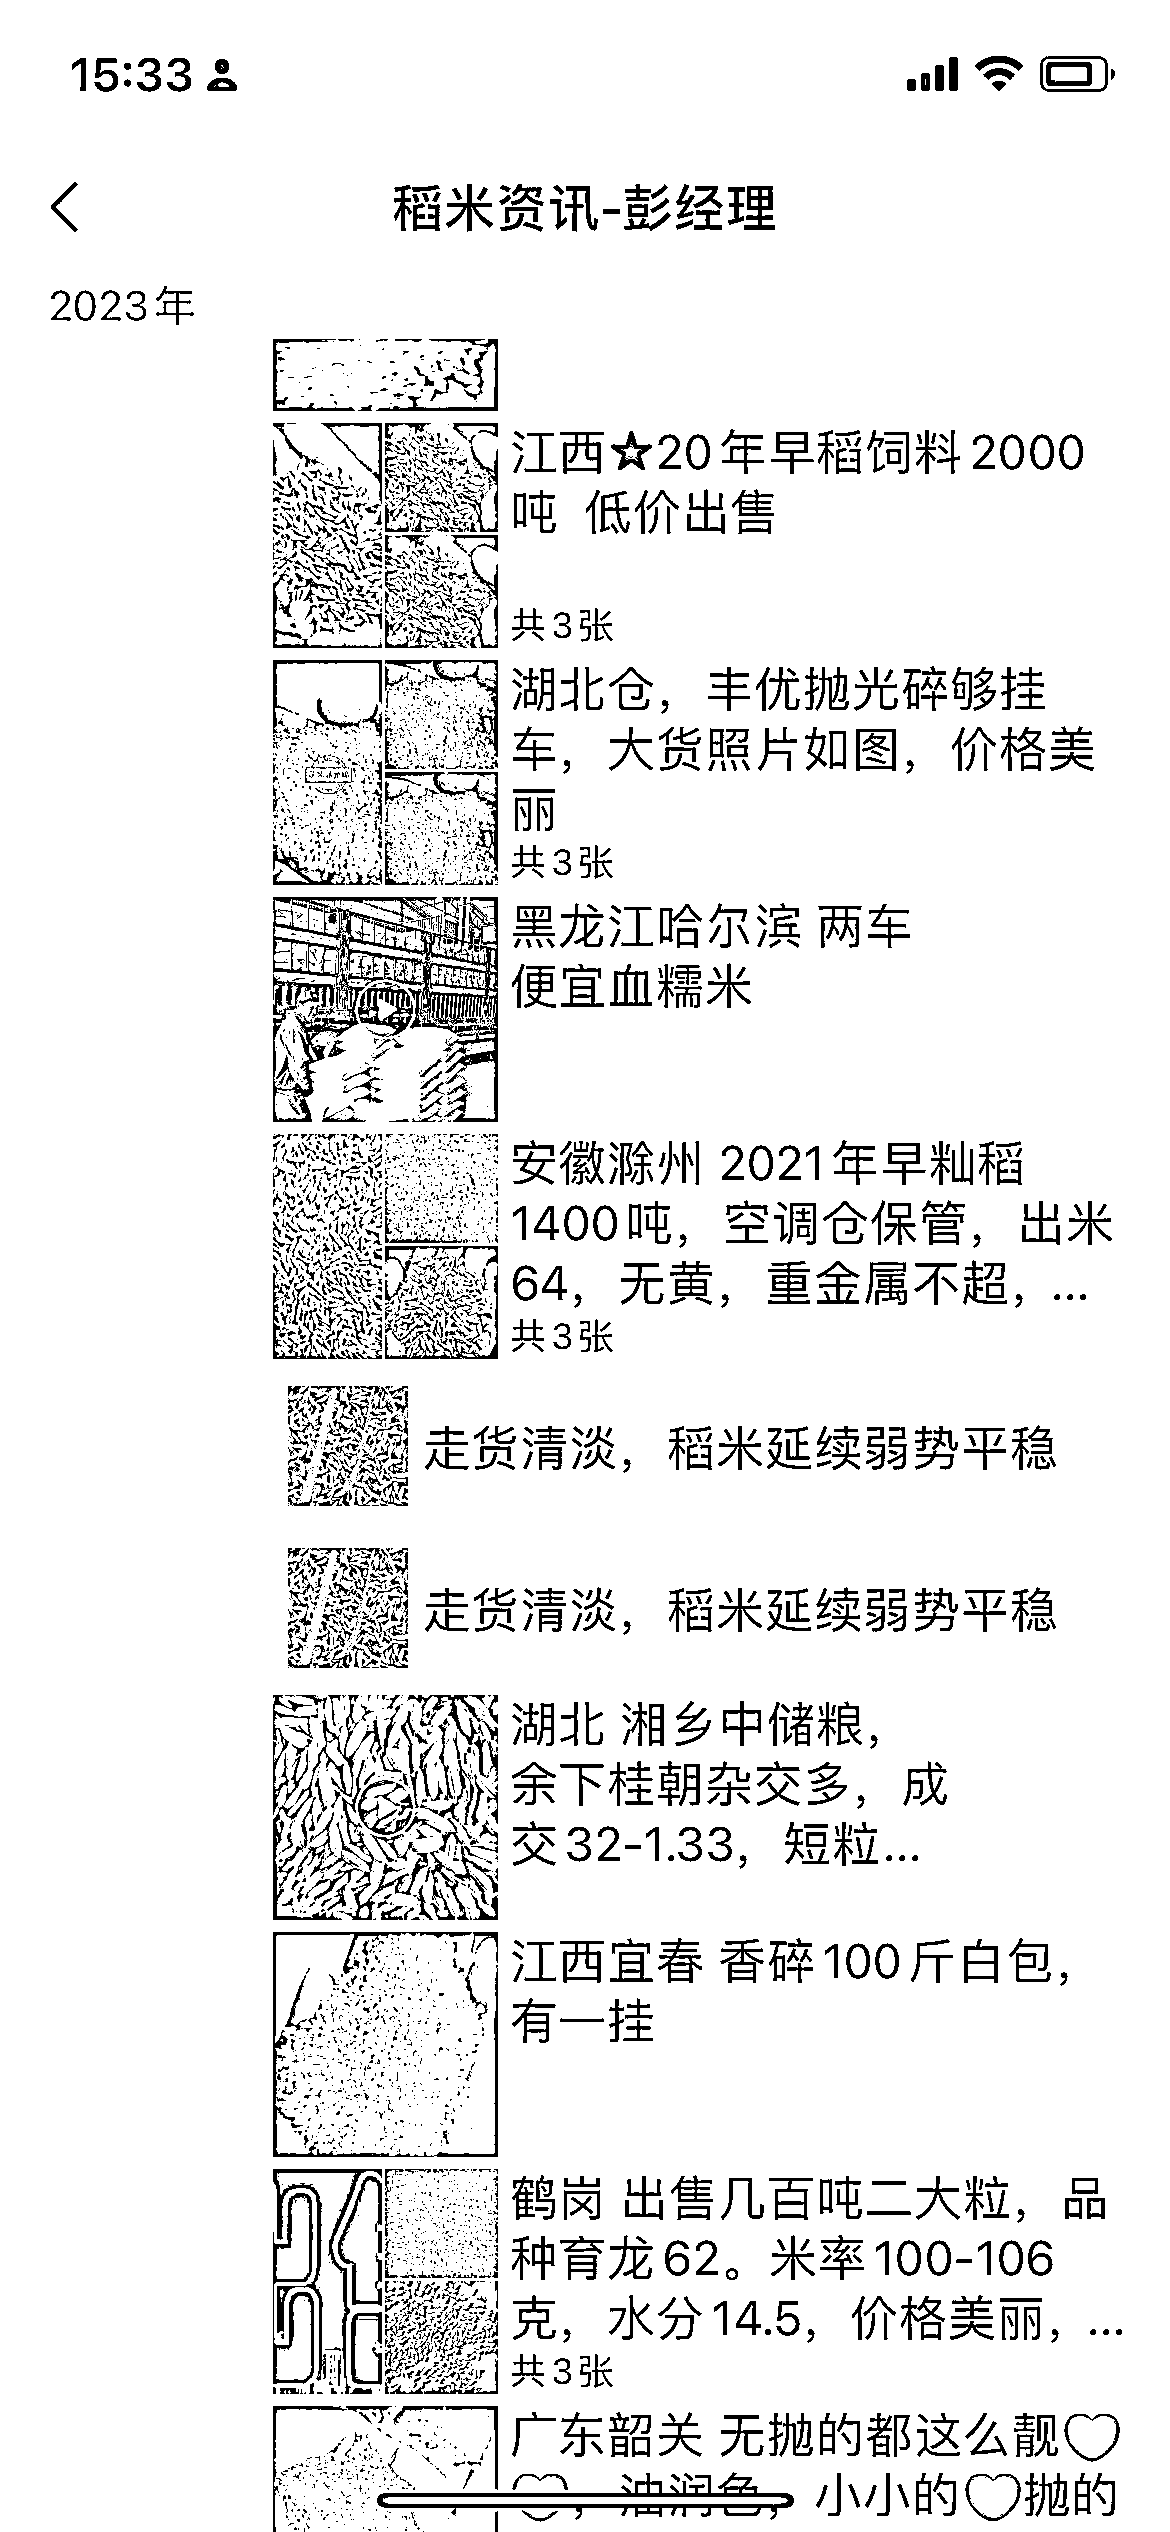 15:33
稻米资讯-彭经理
2023年
江西☆20年早稻饲料2000
吨 低价出售
共3张
湖北仓，丰优抛光碎够挂
车，大货照片如图，价格美
丽
共3张
黑龙江哈尔滨 两车
便宜血糯米
安徽滁州 2021年早籼稻
1400吨，空调仓保管，出米
64，无黄，重金属不超，...
共3张
走货清淡，稻米延续弱势平稳
走货清淡，稻米延续弱势平稳
湖北 湘乡中储粮，
余下桂朝杂交多，成
交32-1.33，短粒...
江西宜春 香碎100斤白包，
有一挂
鹤岗 出售几百吨二大粒，品
种育龙62。米率100-106
克，水分14.5，价格美丽，...
共3张
广东韶关 无抛的都这么靓♡
♡，油润色，小小的♡抛的